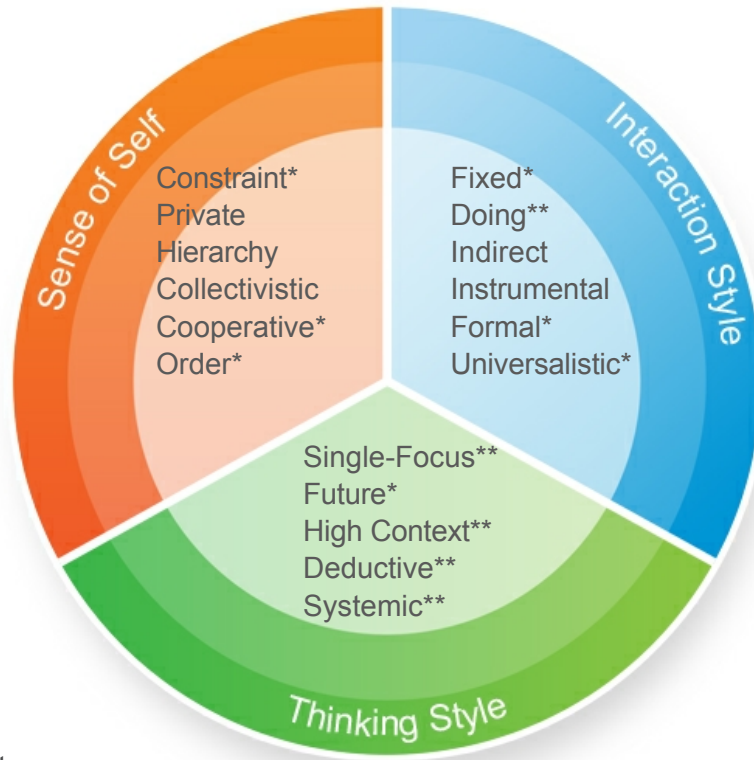 Sense of Self
Constraint*
Private
Hierarchy
Collectivistic
Cooperative*
Order*
Interaction Style
Fixed*
Doing**
Indirect
Instrumental
Formal*
Universalistic*
Single-Focus**
Future*
High Context**
Deductive**
Systemic**
Thinking Style